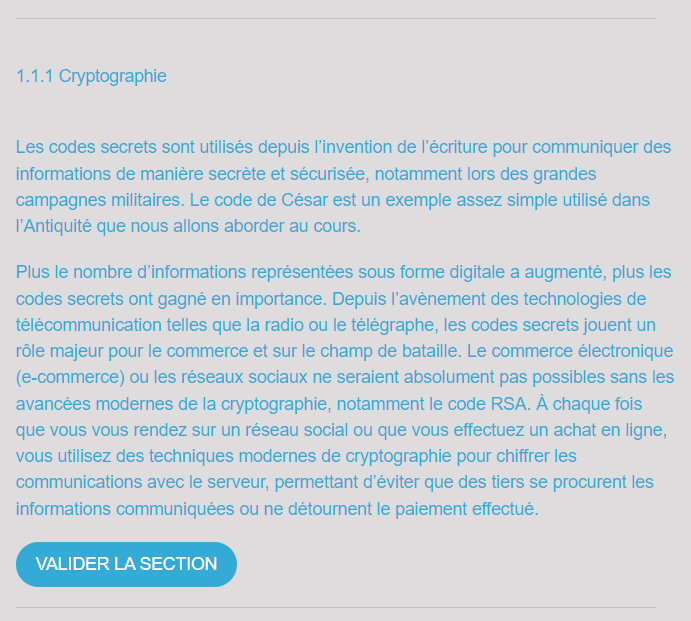 1.1.1 Cryptographie
Les codes secrets sont utilisés depuis l’invention de l’écriture pour communiquer des
informations de manière secrète et sécurisée, notamment lors des grandes
campagnes militaires. Le code de César est un exemple assez simple utilisé dans
l’Antiquité que nous allons aborder au cours.
Plus le nombre d’informations représentées sous forme digitale a augmenté, plus les
codes secrets ont gagné en importance. Depuis l’avènement des technologies de
télécommunication telles que la radio ou le télégraphe, les codes secrets jouent un
rôle majeur pour le commerce et sur le champ de bataille. Le commerce électronique
(e-commerce) ou les réseaux sociaux ne seraient absolument pas possibles sans les
avancées modernes de la cryptographie, notamment le code RSA. À chaque fois
que vous vous rendez sur un réseau social ou que vous effectuez un achat en ligne,
vous utilisez des techniques modernes de cryptographie pour chiffrer les
communications avec le serveur, permettant d’éviter que des tiers se procurent les
informations communiquées ou ne détournent le paiement effectué.
VALIDER LA SECTION